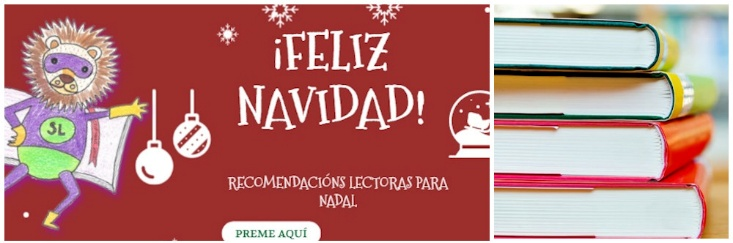 ¡FELIZ
NAVIDAD!
SL
RECOMENDACIÓNS LECTORAS PARA
NADAL
PREME AQUÍ